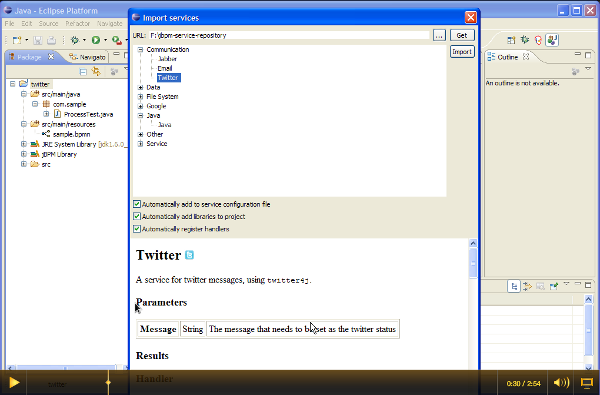 Java - Eclipse Platform
File Edit Source Refactor Navigate
Package
Navigato
twitter
src/main/java
com.sample
ProcessTest.java
src/main/resources
sample.bpmn
JRE System Library [jdk1.6.0_
jBPM Library
src
Import services
URL: F:\jbpm-service-repository
...
Get
Import
Communication
Jabber
Email
Twitter
Data
File System
Google
Java
Java
Other
Service
Automatically add to service configuration file
Automatically add libraries to project
Automatically register handlers
Twitter
A service for twitter messages, using twitter4j.
Parameters
Message String The message that needs to be set as the twitter status
Results
Handler
Outline
An outline is not available.
twitter
0:30 / 2:54